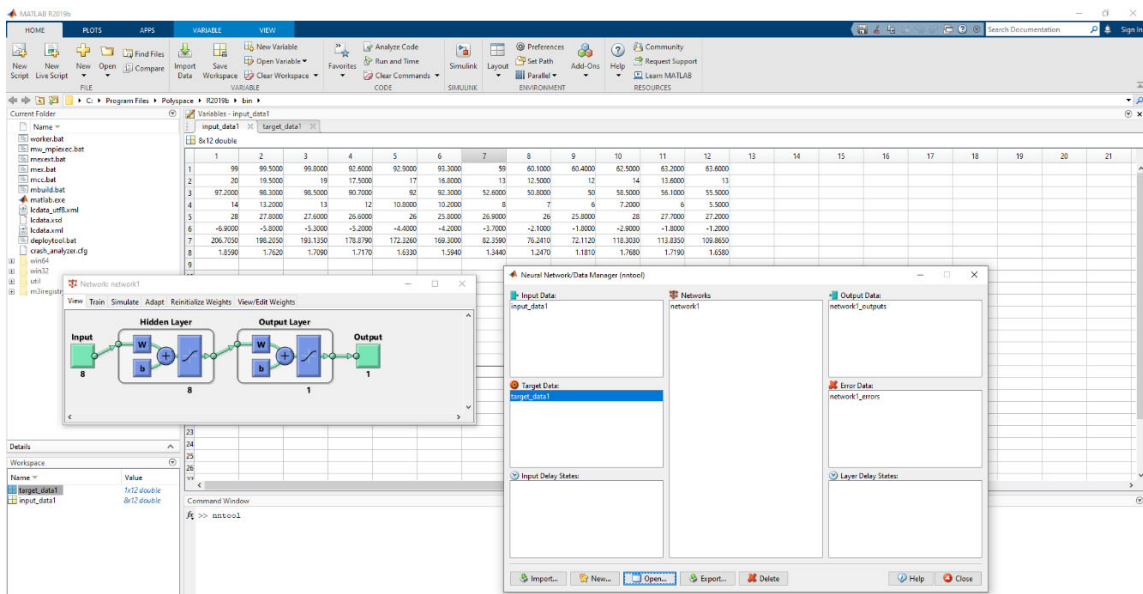 MATLAB R2019b
HOME PLOTS APPS VARIABLE VIEW Search Documentation Sign In
New Script New Live Script New Open Find Files Compare Import Data Save Workspace New Variable Open Variable Clear Workspace Favorites Analyze Code Run and Time Clear Commands Simulink Layout Preferences Set Path Parallel Add-Ons Help Community Request Support Learn MATLAB
FILE VARIABLE CODE SIMULINK ENVIRONMENT RESOURCES
C: Program Files Polyspace R2019b bin
Current Folder
Name
worker.bat
mw_mpiexec.bat
mexext.bat
mex.bat
mcc.bat
mbuild.bat
matlab.exe
lcdata_utf8.xml
lcdata.xsd
lcdata.xml
deploytool.bat
crash_analyzer.cfg
win64
win32
util
m3iregistr
Details
Workspace
Name Value
target_data1 1x12 double
input_data1 8x12 double
Variables - input_data1
input_data1 target_data1
8x12 double
1 2 3 4 5 6 7 8 9 10 11 12 13 14 15 16 17 18 19 20 21
1 99 99.5000 99.8000 92.6000 92.9000 93.3000 59 60.1000 60.4000 62.5000 63.2000 63.6000
2 20 19.5000 19 17.5000 17 16.8000 13 12.5000 12 14 13.6000 13
3 97.2000 98.3000 98.5000 90.7000 92 92.3000 52.6000 50.8000 50 58.5000 56.1000 55.5000
4 14 13.2000 13 12 10.8000 10.2000 8 7 6 7.2000 6 5.5000
5 28 27.8000 27.6000 26.6000 26 25.8000 26.9000 26 25.8000 28 27.7000 27.2000
6 -6.9000 -5.8000 -5.3000 -5.2000 -4.4000 -4.2000 -3.7000 -2.1000 -1.8000 -2.9000 -1.8000 -1.2000
7 206.7050 198.2050 193.1350 178.8790 172.3260 169.3000 82.3590 76.2410 72.1120 118.3030 113.8350 109.8650
8 1.8590 1.7620 1.7090 1.7170 1.6330 1.5940 1.3440 1.2470 1.1810 1.7680 1.7190 1.6580
9
23
24
25
26
Network: network1
View Train Simulate Adapt Reinitialize Weights View/Edit Weights
Hidden Layer Output Layer
Input Output
W W
b b
8 1
8 1
Neural Network/Data Manager (nntool)
Input Data:
input_data1
Networks
network1
Output Data:
network1_outputs
Target Data:
target_data1
Error Data:
network1_errors
Input Delay States:
Layer Delay States:
Import... New... Open... Export... Delete Help Close
Command Window
fx >> nntool